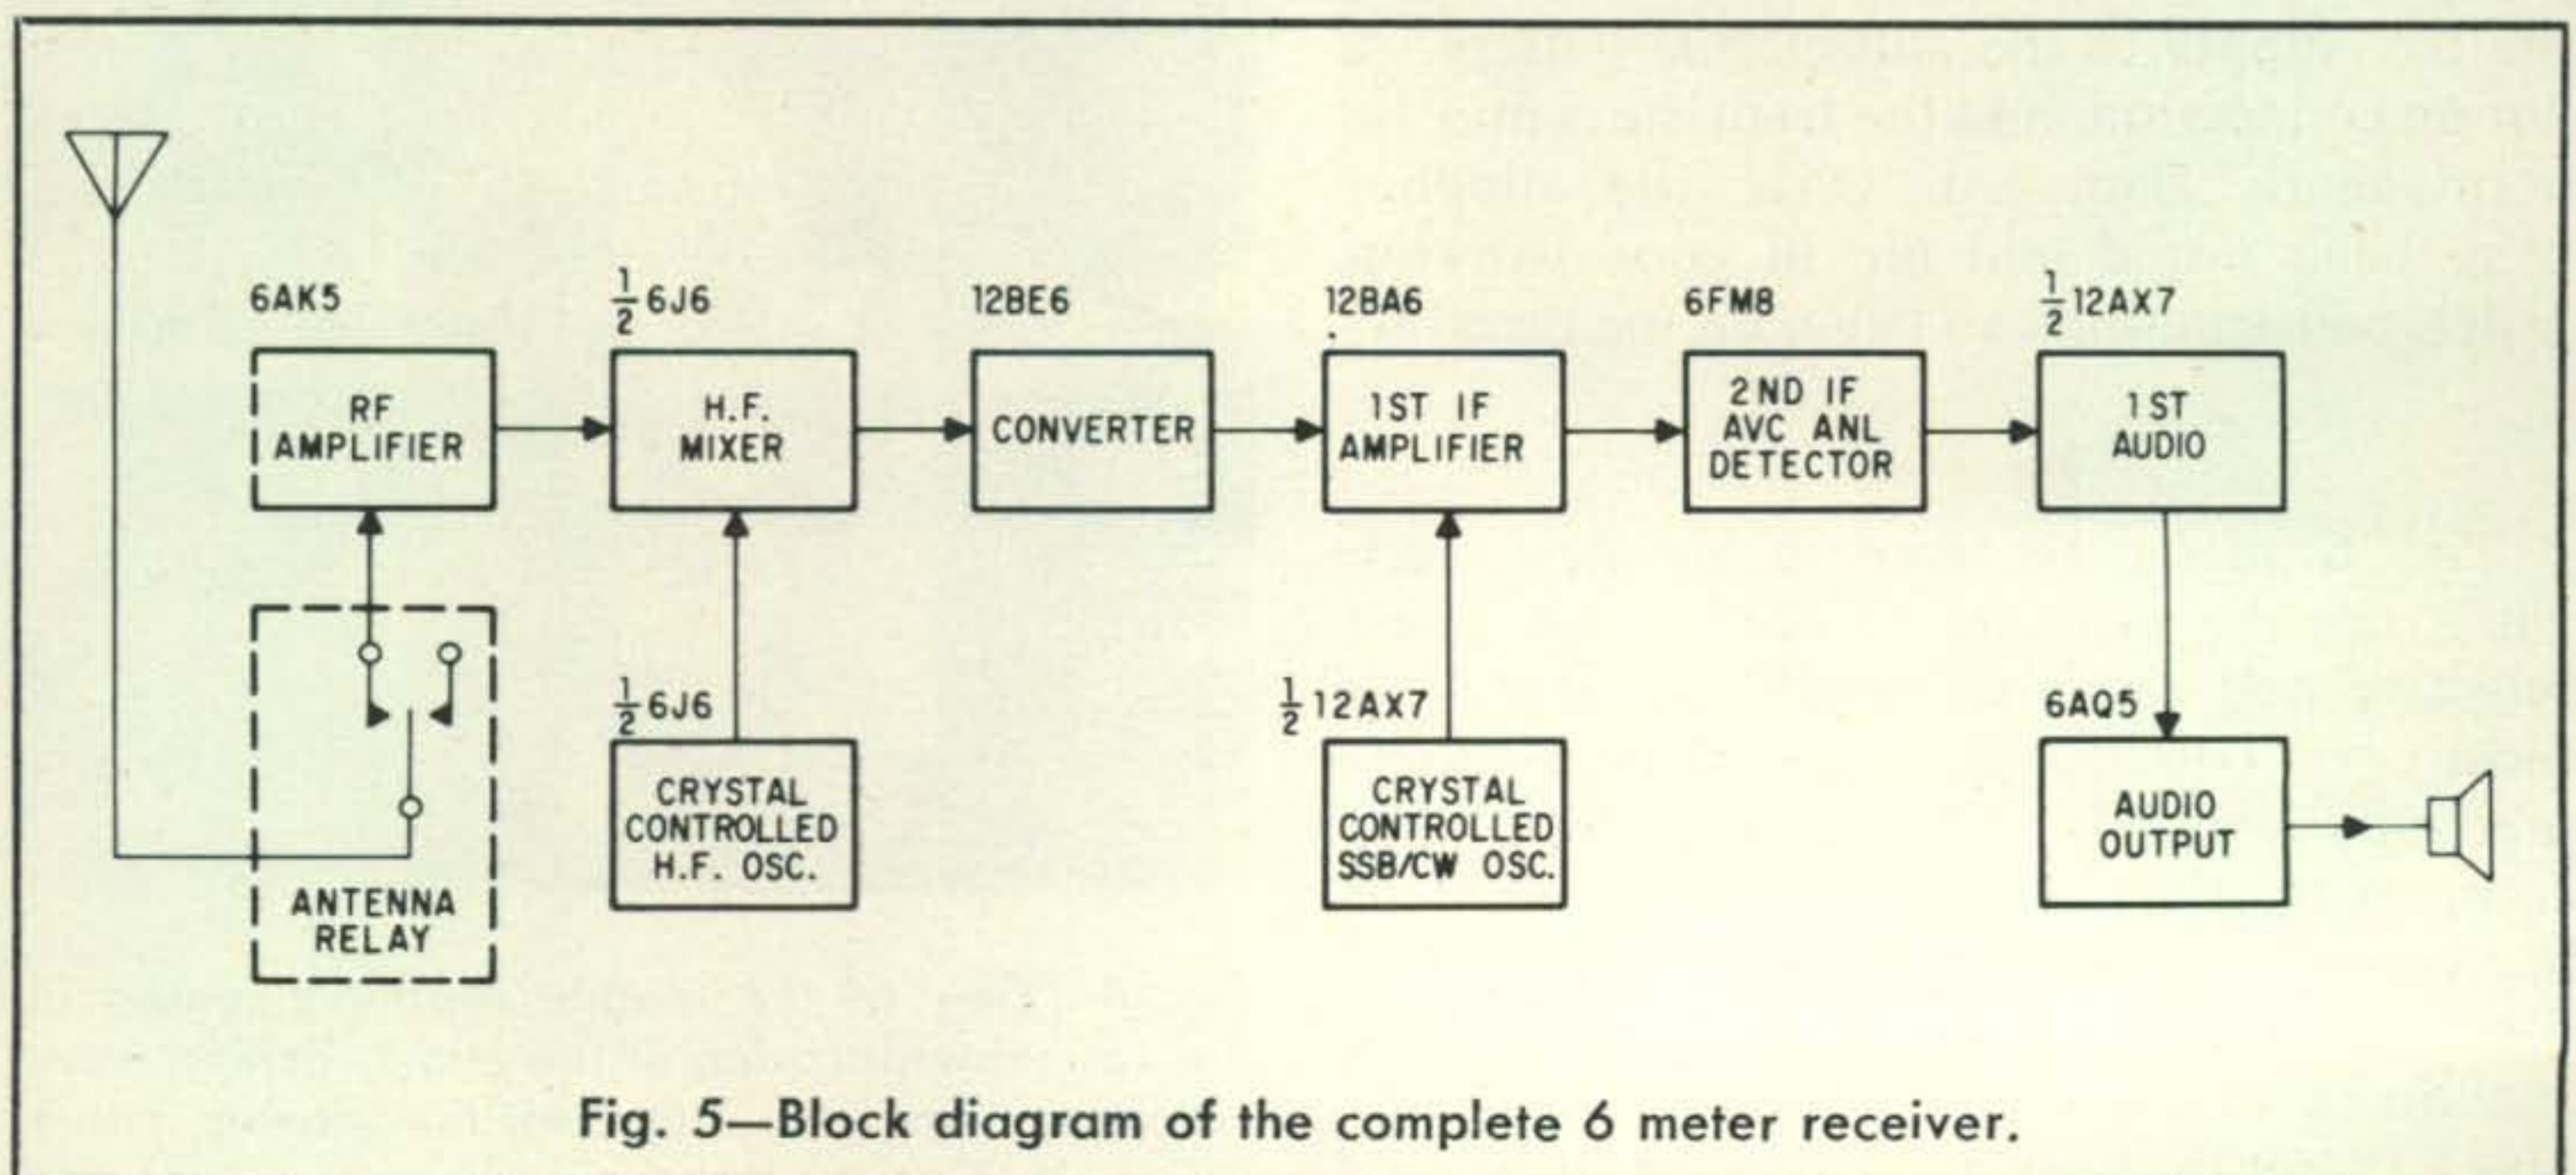 6AK5
1/2 6J6
12BE6
12BA6
6FM8
1/2 12AX7
RF
AMPLIFIER
H.F.
MIXER
CONVERTER
1ST IF
AMPLIFIER
2ND IF
AVC ANL
DETECTOR
1ST
AUDIO
1/2 6J6
1/2 12AX7
6AQ5
ANTENNA
RELAY
CRYSTAL
CONTROLLED
H.F. OSC.
CRYSTAL
CONTROLLED
SSB/CW OSC.
AUDIO
OUTPUT
Fig. 5—Block diagram of the complete 6 meter receiver.